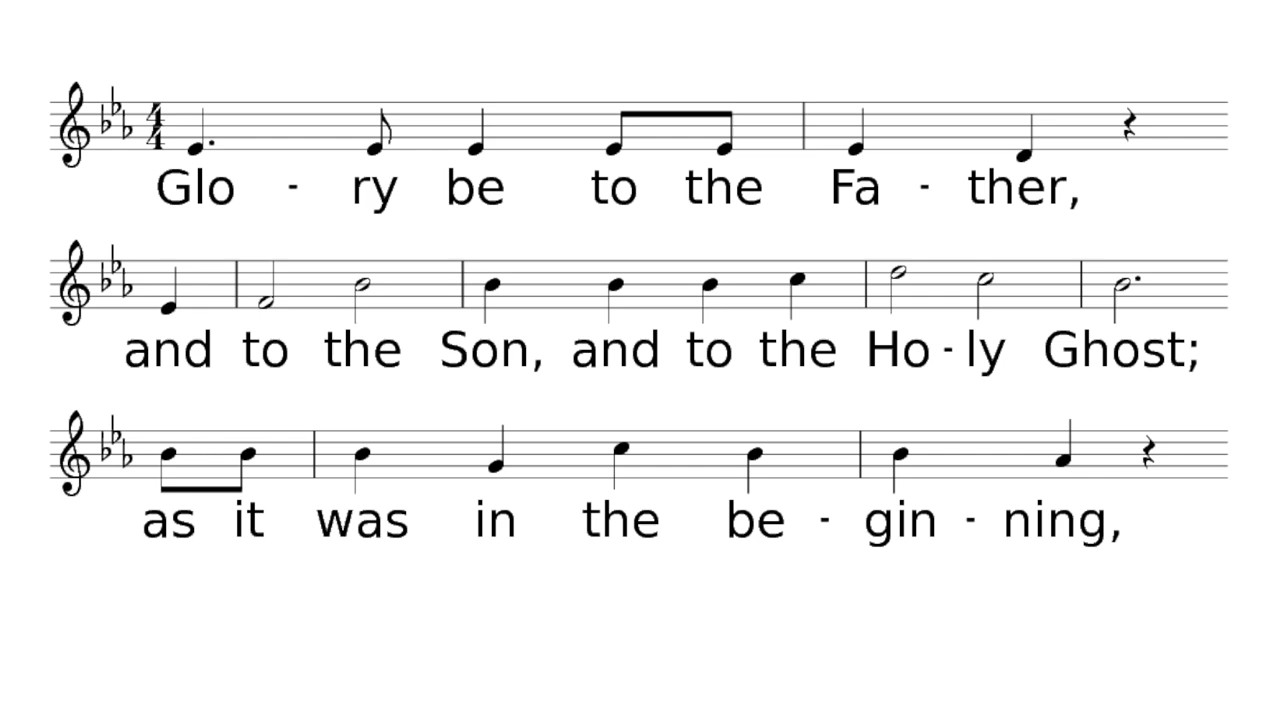 Glo - ry be to the Fa - ther,
and to the Son, and to the Ho - ly Ghost;
as it was in the be - gin - ning,